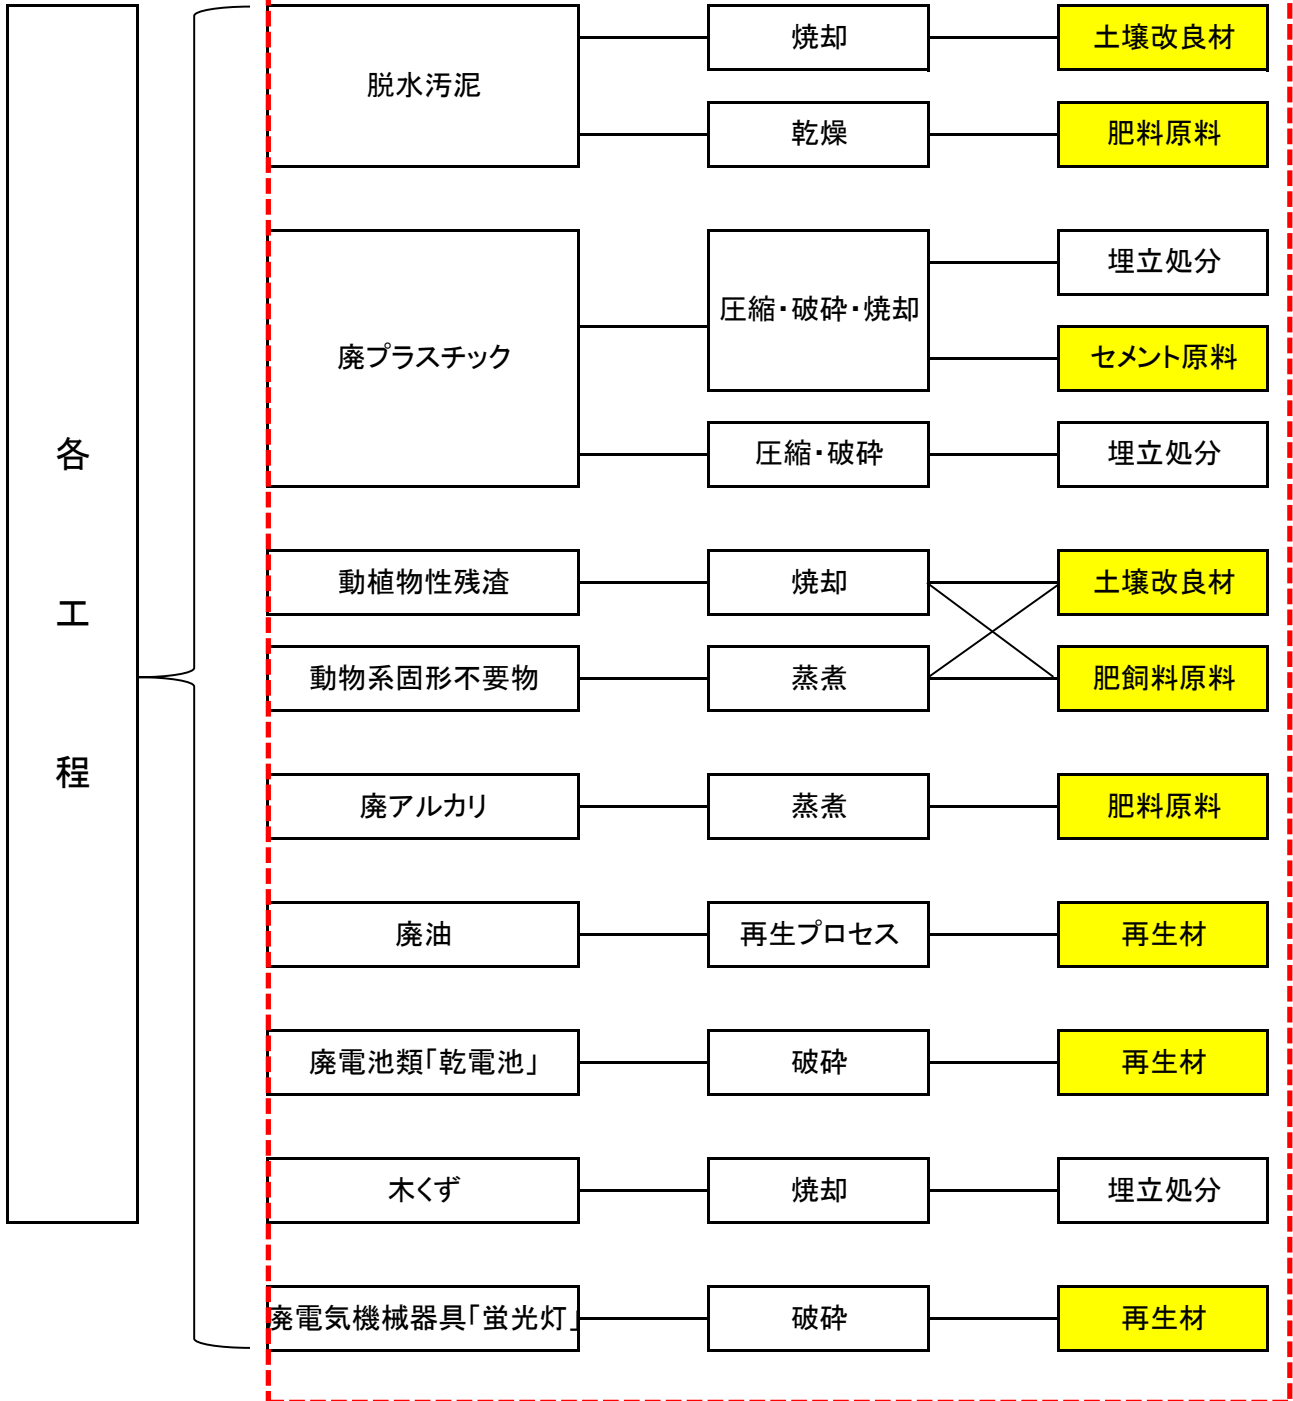 各
工
程
脱水汚泥
焼却
土壌改良材
乾燥
肥料原料
廃プラスチック
圧縮・破砕・焼却
埋立処分
セメント原料
圧縮・破砕
埋立処分
動植物性残渣
焼却
土壌改良材
動物系固形不要物
蒸煮
肥飼料原料
廃アルカリ
蒸煮
肥料原料
廃油
再生プロセス
再生材
廃電池類「乾電池」
破砕
再生材
木くず
焼却
埋立処分
廃電気機械器具「蛍光灯」
破砕
再生材